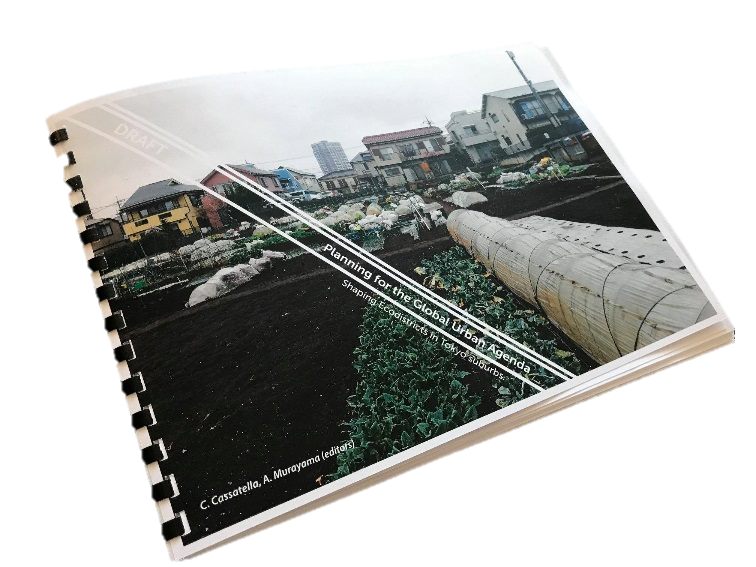 DRAFT
Planning for the Global Urban Agenda
Shaping Ecodistricts in Tokyo suburbs
C. Cassatella, A. Murayama (editors)